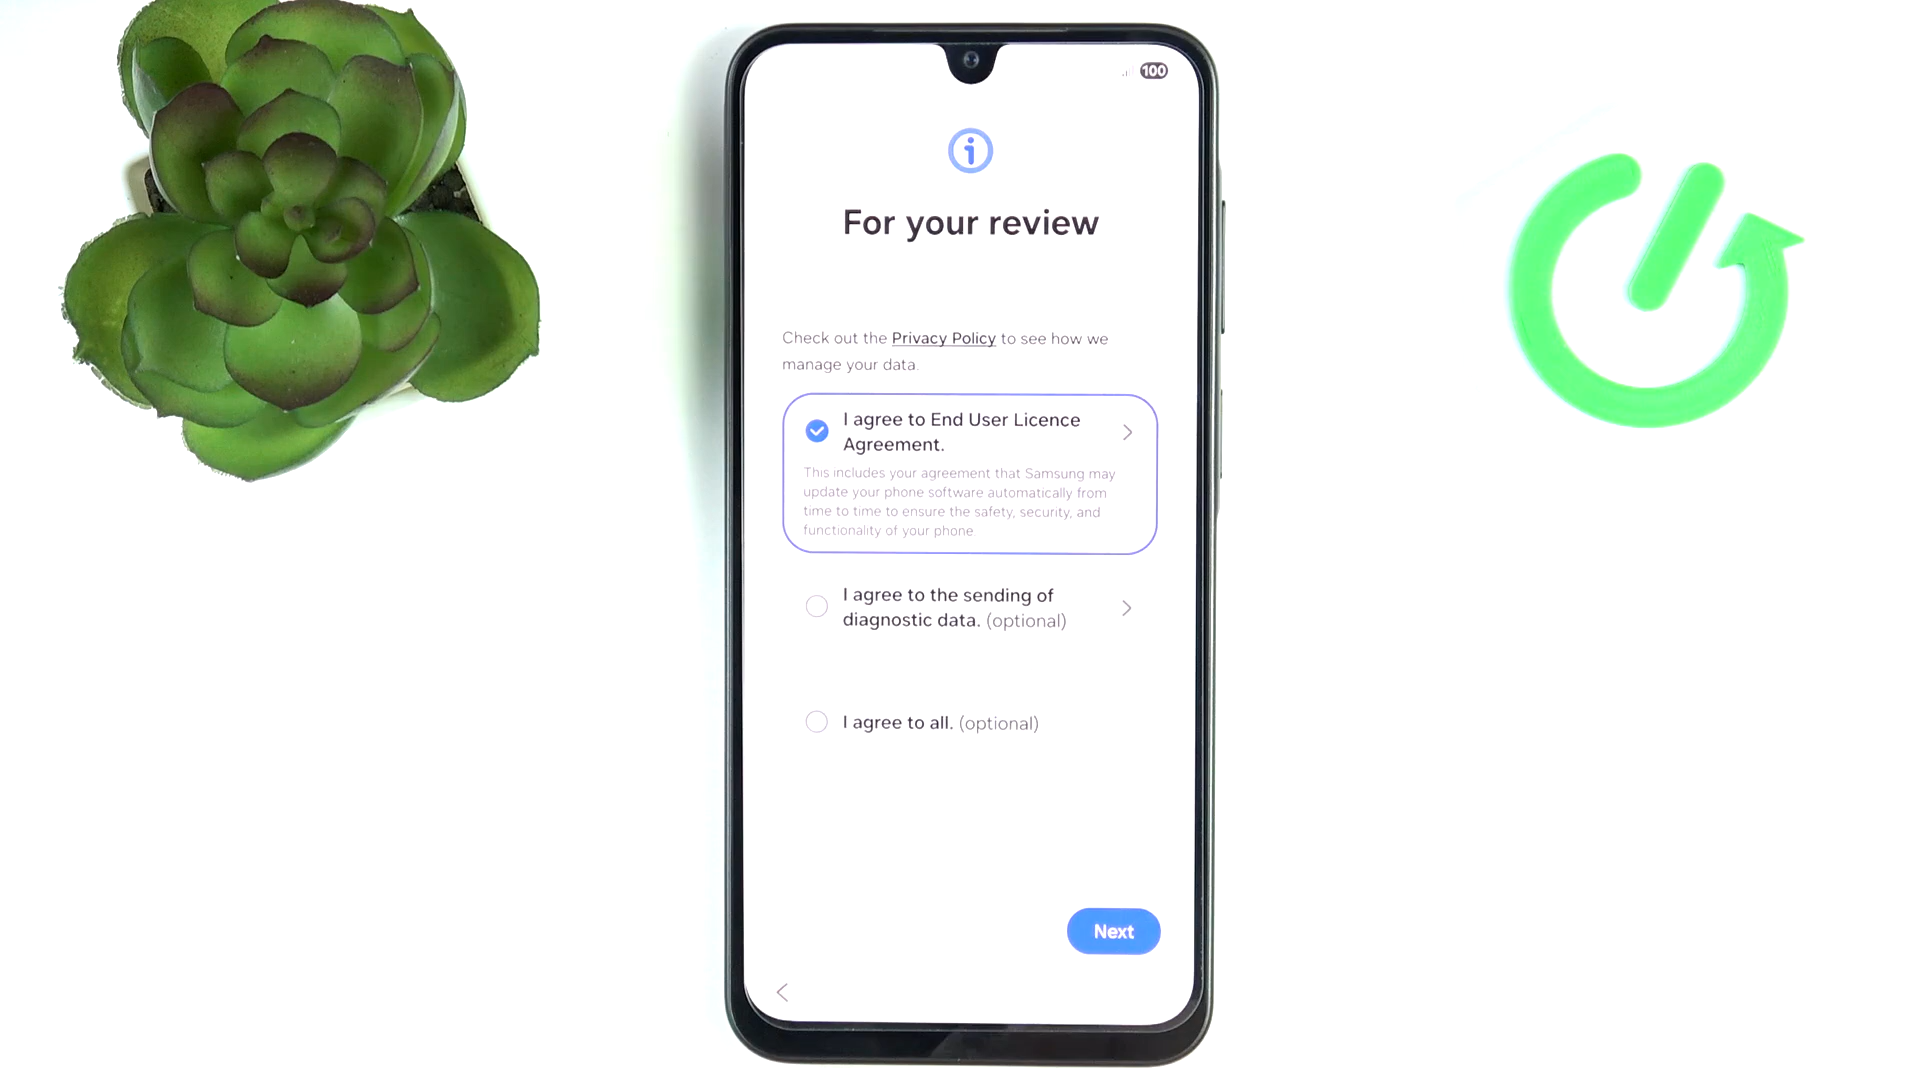 100
For your review
Check out the Privacy Policy to see how we
manage your data.
I agree to End User Licence
Agreement.
This includes your agreement that Samsung may
update your phone software automatically from
time to time to ensure the safety, security, and
functionality of your phone.
I agree to the sending of
diagnostic data. (optional)
I agree to all. (optional)
Next